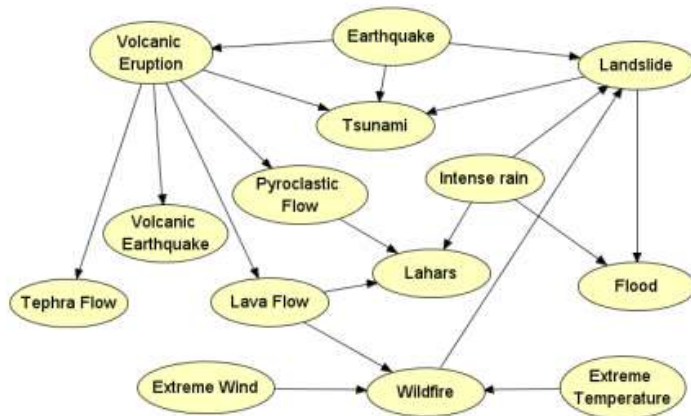 Volcanic
Eruption
Earthquake
Landslide
Tsunami
Pyroclastic
Flow
Intense rain
Volcanic
Earthquake
Lahars
Tephra Flow
Lava Flow
Flood
Extreme Wind
Wildfire
Extreme
Temperature